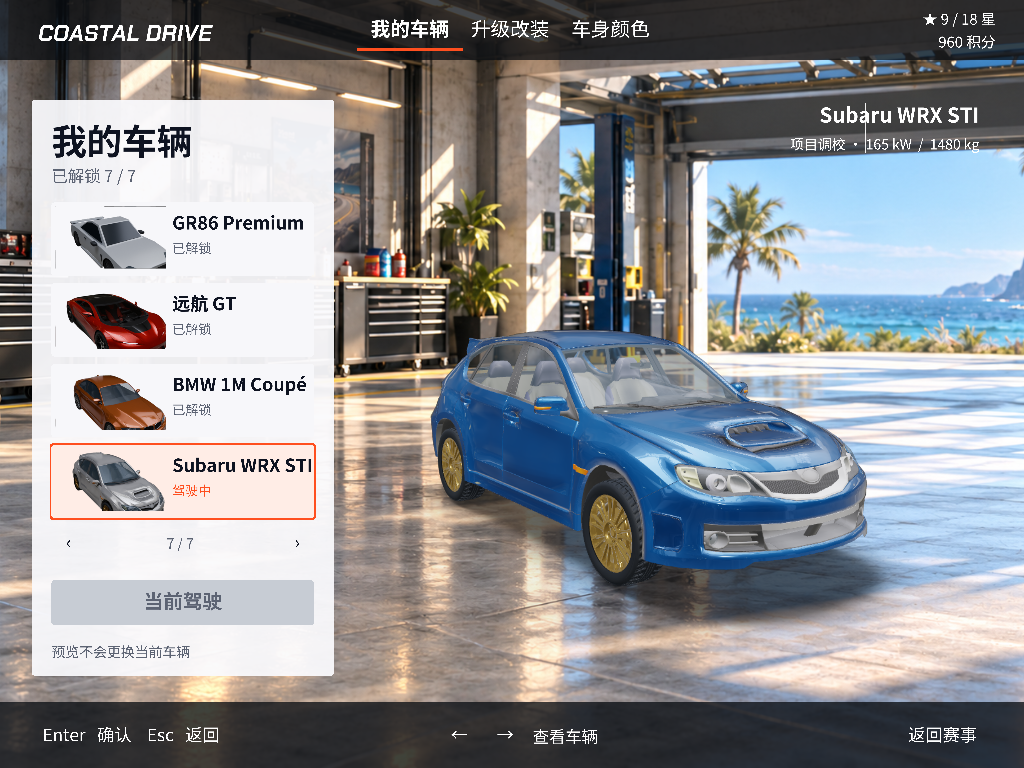 COASTAL DRIVE
我的车辆 升级改装 车身颜色
★ 9 / 18 星
960 积分
Subaru WRX STI
项目调校 · 165 kW / 1480 kg
我的车辆
已解锁 7 / 7
GR86 Premium
已解锁
远航 GT
已解锁
BMW 1M Coupé
已解锁
Subaru WRX STI
驾驶中
‹ 7 / 7 ›
当前驾驶
预览不会更换当前车辆
Enter 确认 Esc 返回
← → 查看车辆
返回赛事